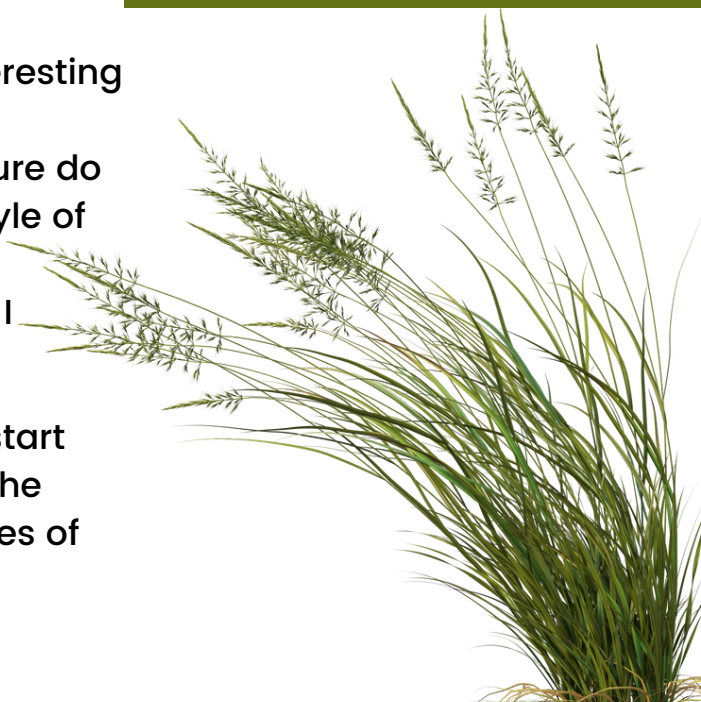 eresting
ure do
yle of
l
start
he
es of